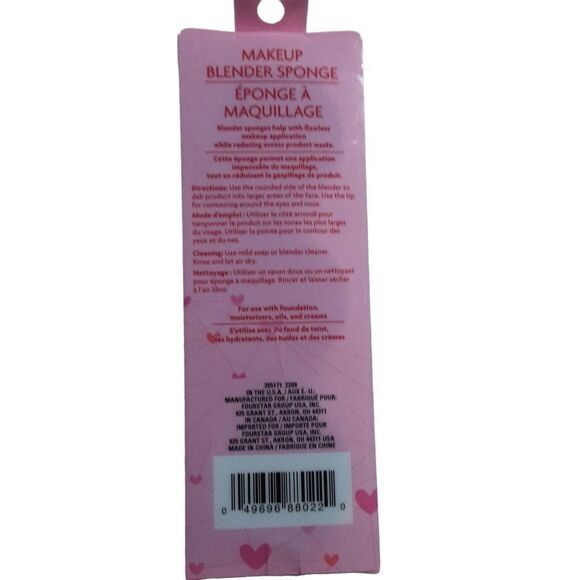 MAKEUP
BLENDER SPONGE
ÉPONGE À
MAQUILLAGE
Blender sponges help with flawless
makeup application
while reducing excess product waste.
Cette éponge permet une application
impeccable du maquillage,
tout en réduisant le gaspillage de produit.
Directions: Use the rounded side of the blender to
dab product into larger areas of the face. Use the tip
for contouring around the eyes and nose.
Mode d'emploi : Utiliser le côté arrondi pour
tamponner le produit sur les zones les plus larges
du visage. Utiliser la pointe pour le contour des
yeux et du nez.
Cleaning: Use mild soap or blender cleaner.
Rinse and let air dry.
Nettoyage : Utiliser un savon doux ou un nettoyant
pour éponge à maquillage. Rincer et laisser sécher
à l'air libre.
For use with foundation,
moisturizers, oils, and creams
S'utilise avec du fond de teint,
des hydratants, des huiles et des crèmes
355171 2208
IN THE U.S.A. / AUX É.-U.:
MANUFACTURED FOR / FABRIQUÉ POUR:
FOURSTAR GROUP USA, INC.
925 GRANT ST., AKRON, OH 44311
IN CANADA / AU CANADA:
IMPORTED FOR / IMPORTÉ POUR
FOURSTAR GROUP USA, INC.
925 GRANT ST., AKRON, OH 44311 USA
MADE IN CHINA / FABRIQUÉ EN CHINE
0 49696 88022 0